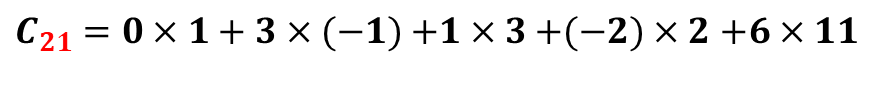 C21 = 0 × 1 + 3 × (−1) +1 × 3 +(−2) × 2 +6 × 11